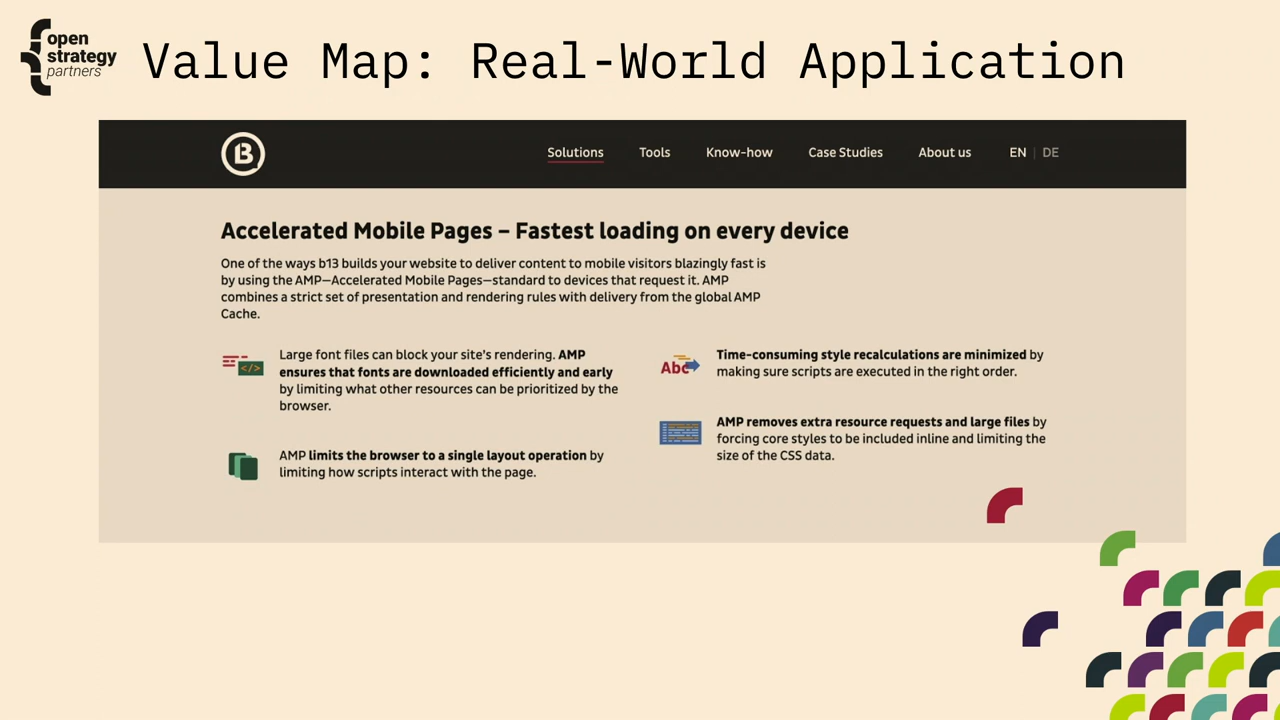 open
strategy
partners
Value Map: Real-World Application
B
Solutions
Tools
Know-how
Case Studies
About us
EN | DE
Accelerated Mobile Pages – Fastest loading on every device
One of the ways b13 builds your website to deliver content to mobile visitors blazingly fast is
by using the AMP—Accelerated Mobile Pages—standard to devices that request it. AMP
combines a strict set of presentation and rendering rules with delivery from the global AMP
Cache.
</>
Large font files can block your site's rendering. AMP
ensures that fonts are downloaded efficiently and early
by limiting what other resources can be prioritized by the
browser.
AMP limits the browser to a single layout operation by
limiting how scripts interact with the page.
Abc
Time-consuming style recalculations are minimized by
making sure scripts are executed in the right order.
AMP removes extra resource requests and large files by
forcing core styles to be included inline and limiting the
size of the CSS data.